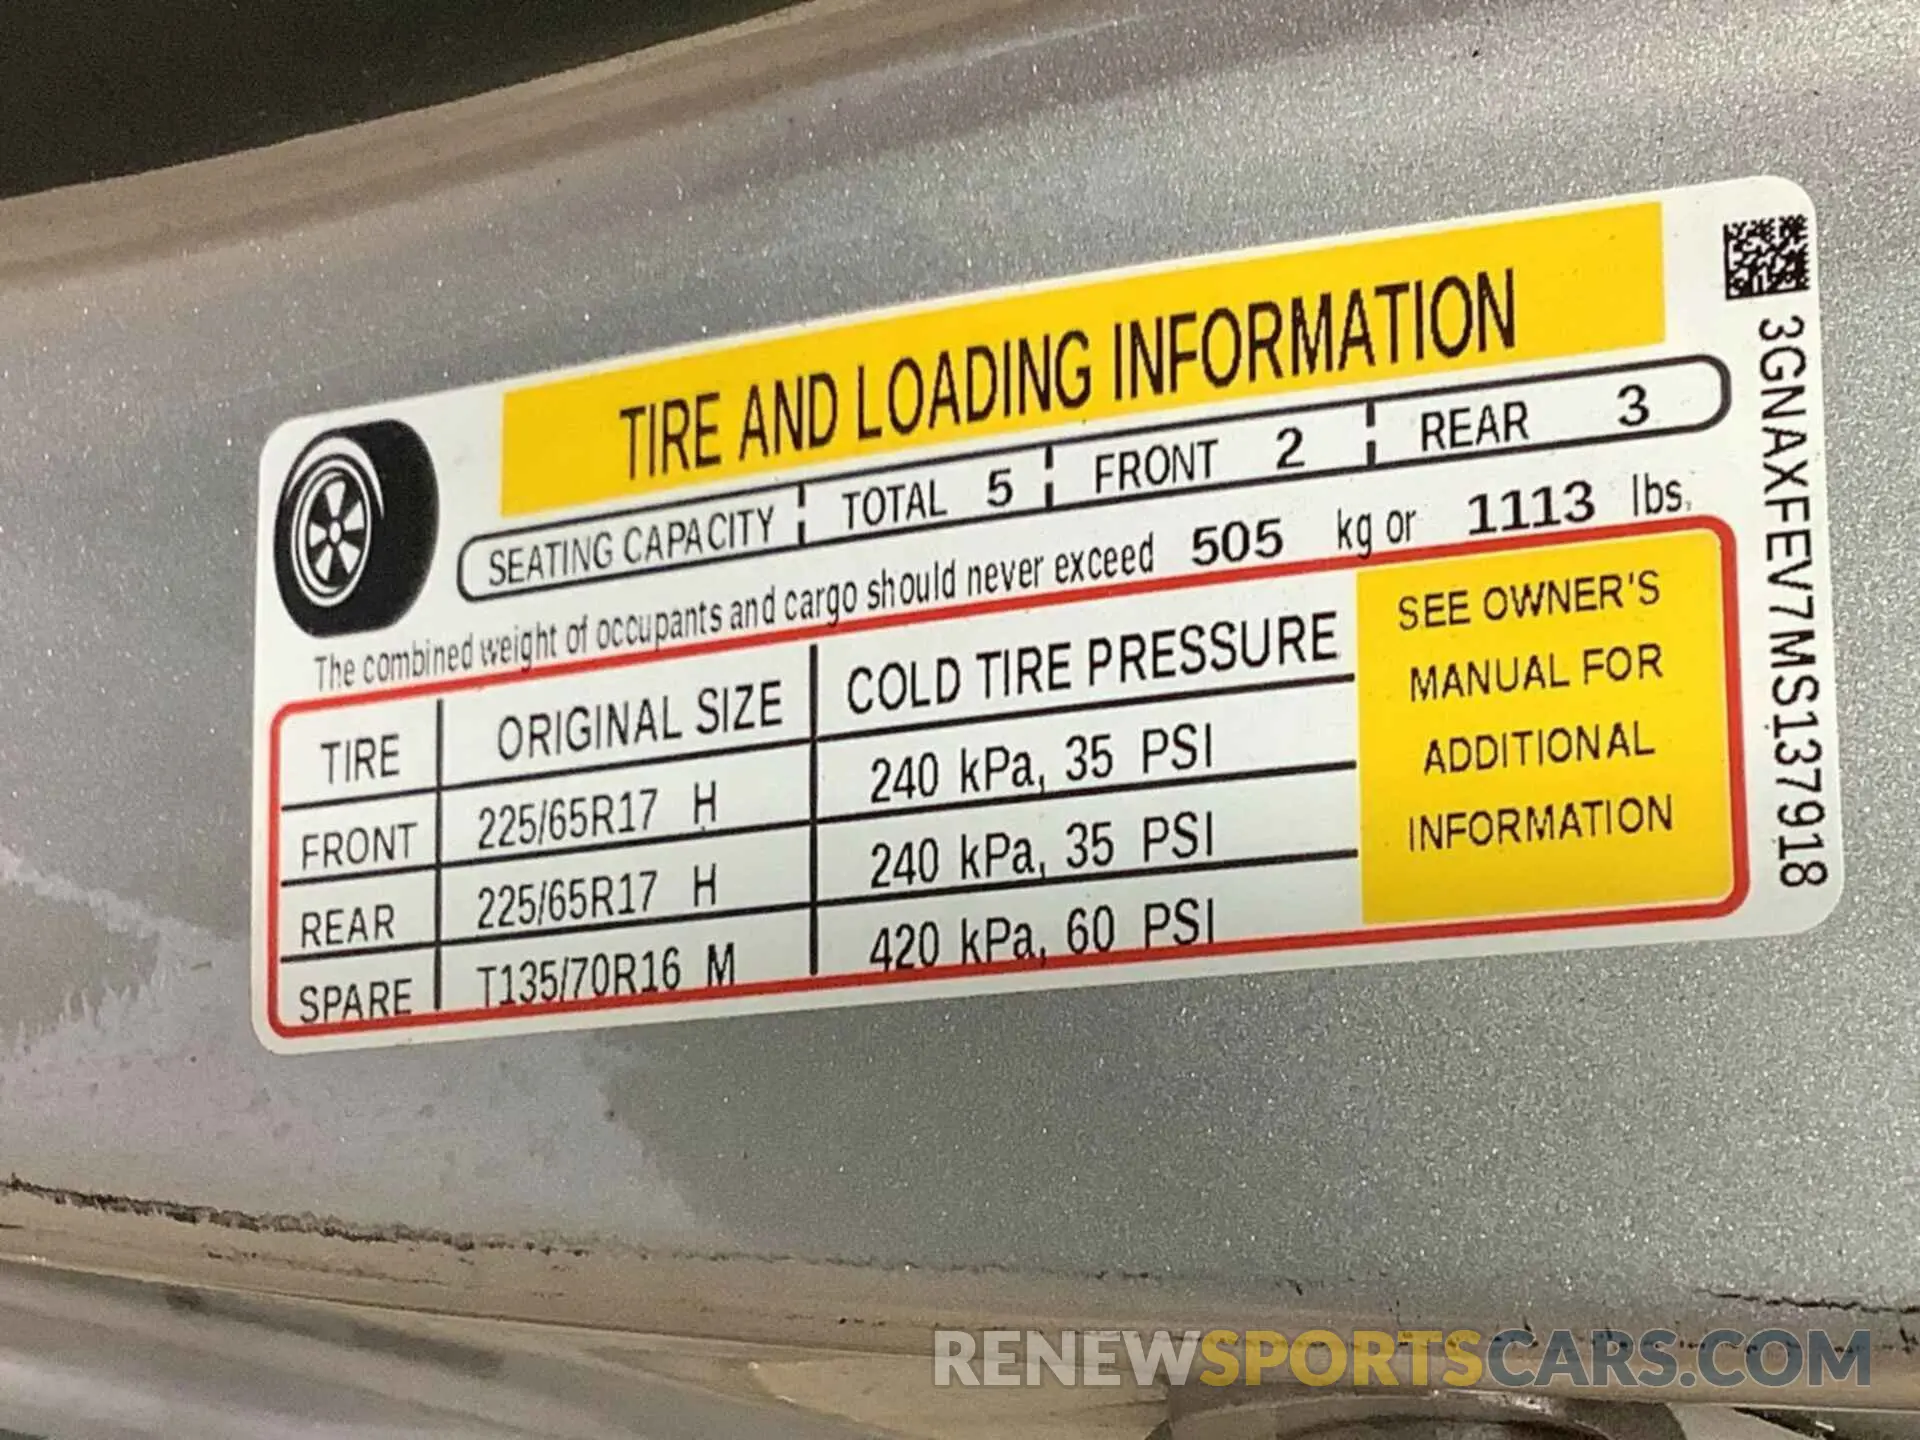 TIRE AND LOADING INFORMATION
SEATING CAPACITY TOTAL 5 FRONT 2 REAR 3
The combined weight of occupants and cargo should never exceed 505 kg or 1113 lbs.
TIRE ORIGINAL SIZE COLD TIRE PRESSURE
FRONT 225/65R17 H 240 kPa, 35 PSI
REAR 225/65R17 H 240 kPa, 35 PSI
SPARE T135/70R16 M 420 kPa, 60 PSI
SEE OWNER'S
MANUAL FOR
ADDITIONAL
INFORMATION
3GNAXFEV7MS137918
RENEWSPORTSCARS.COM